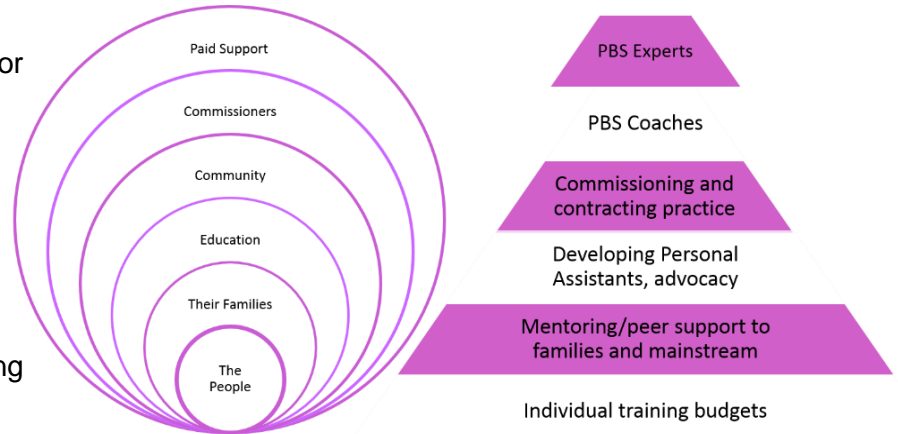 or
ng
Paid Support
Commissioners
Community
Education
Their Families
The
People
PBS Experts
PBS Coaches
Commissioning and
contracting practice
Developing Personal
Assistants, advocacy
Mentoring/peer support to
families and mainstream
Individual training budgets